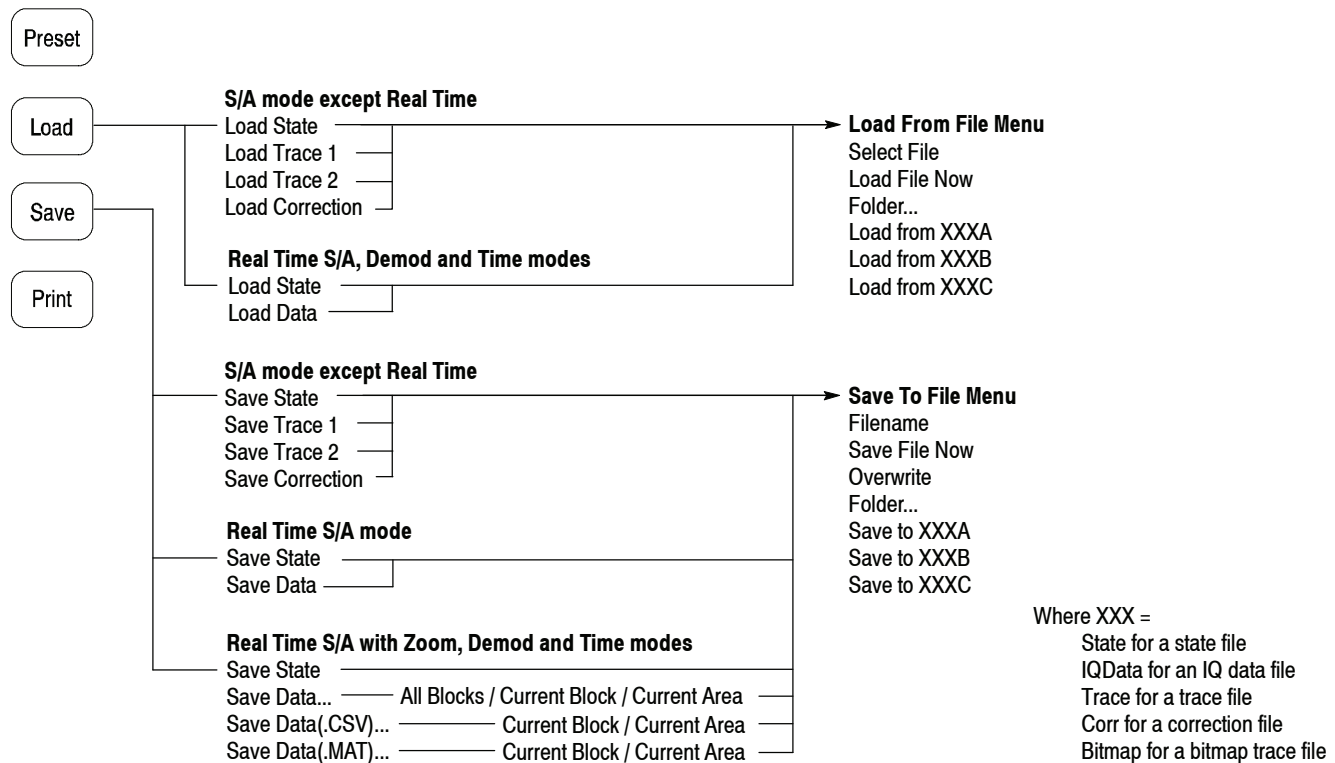 Preset
Load
Save
Print
S/A mode except Real Time
Load State
Load Trace 1
Load Trace 2
Load Correction
Real Time S/A, Demod and Time modes
Load State
Load Data
Load From File Menu
Select File
Load File Now
Folder...
Load from XXXA
Load from XXXB
Load from XXXC
S/A mode except Real Time
Save State
Save Trace 1
Save Trace 2
Save Correction
Real Time S/A mode
Save State
Save Data
Real Time S/A with Zoom, Demod and Time modes
Save State
Save Data... All Blocks / Current Block / Current Area
Save Data(.CSV)... Current Block / Current Area
Save Data(.MAT)... Current Block / Current Area
Save To File Menu
Filename
Save File Now
Overwrite
Folder...
Save to XXXA
Save to XXXB
Save to XXXC
Where XXX =
State for a state file
IQData for an IQ data file
Trace for a trace file
Corr for a correction file
Bitmap for a bitmap trace file